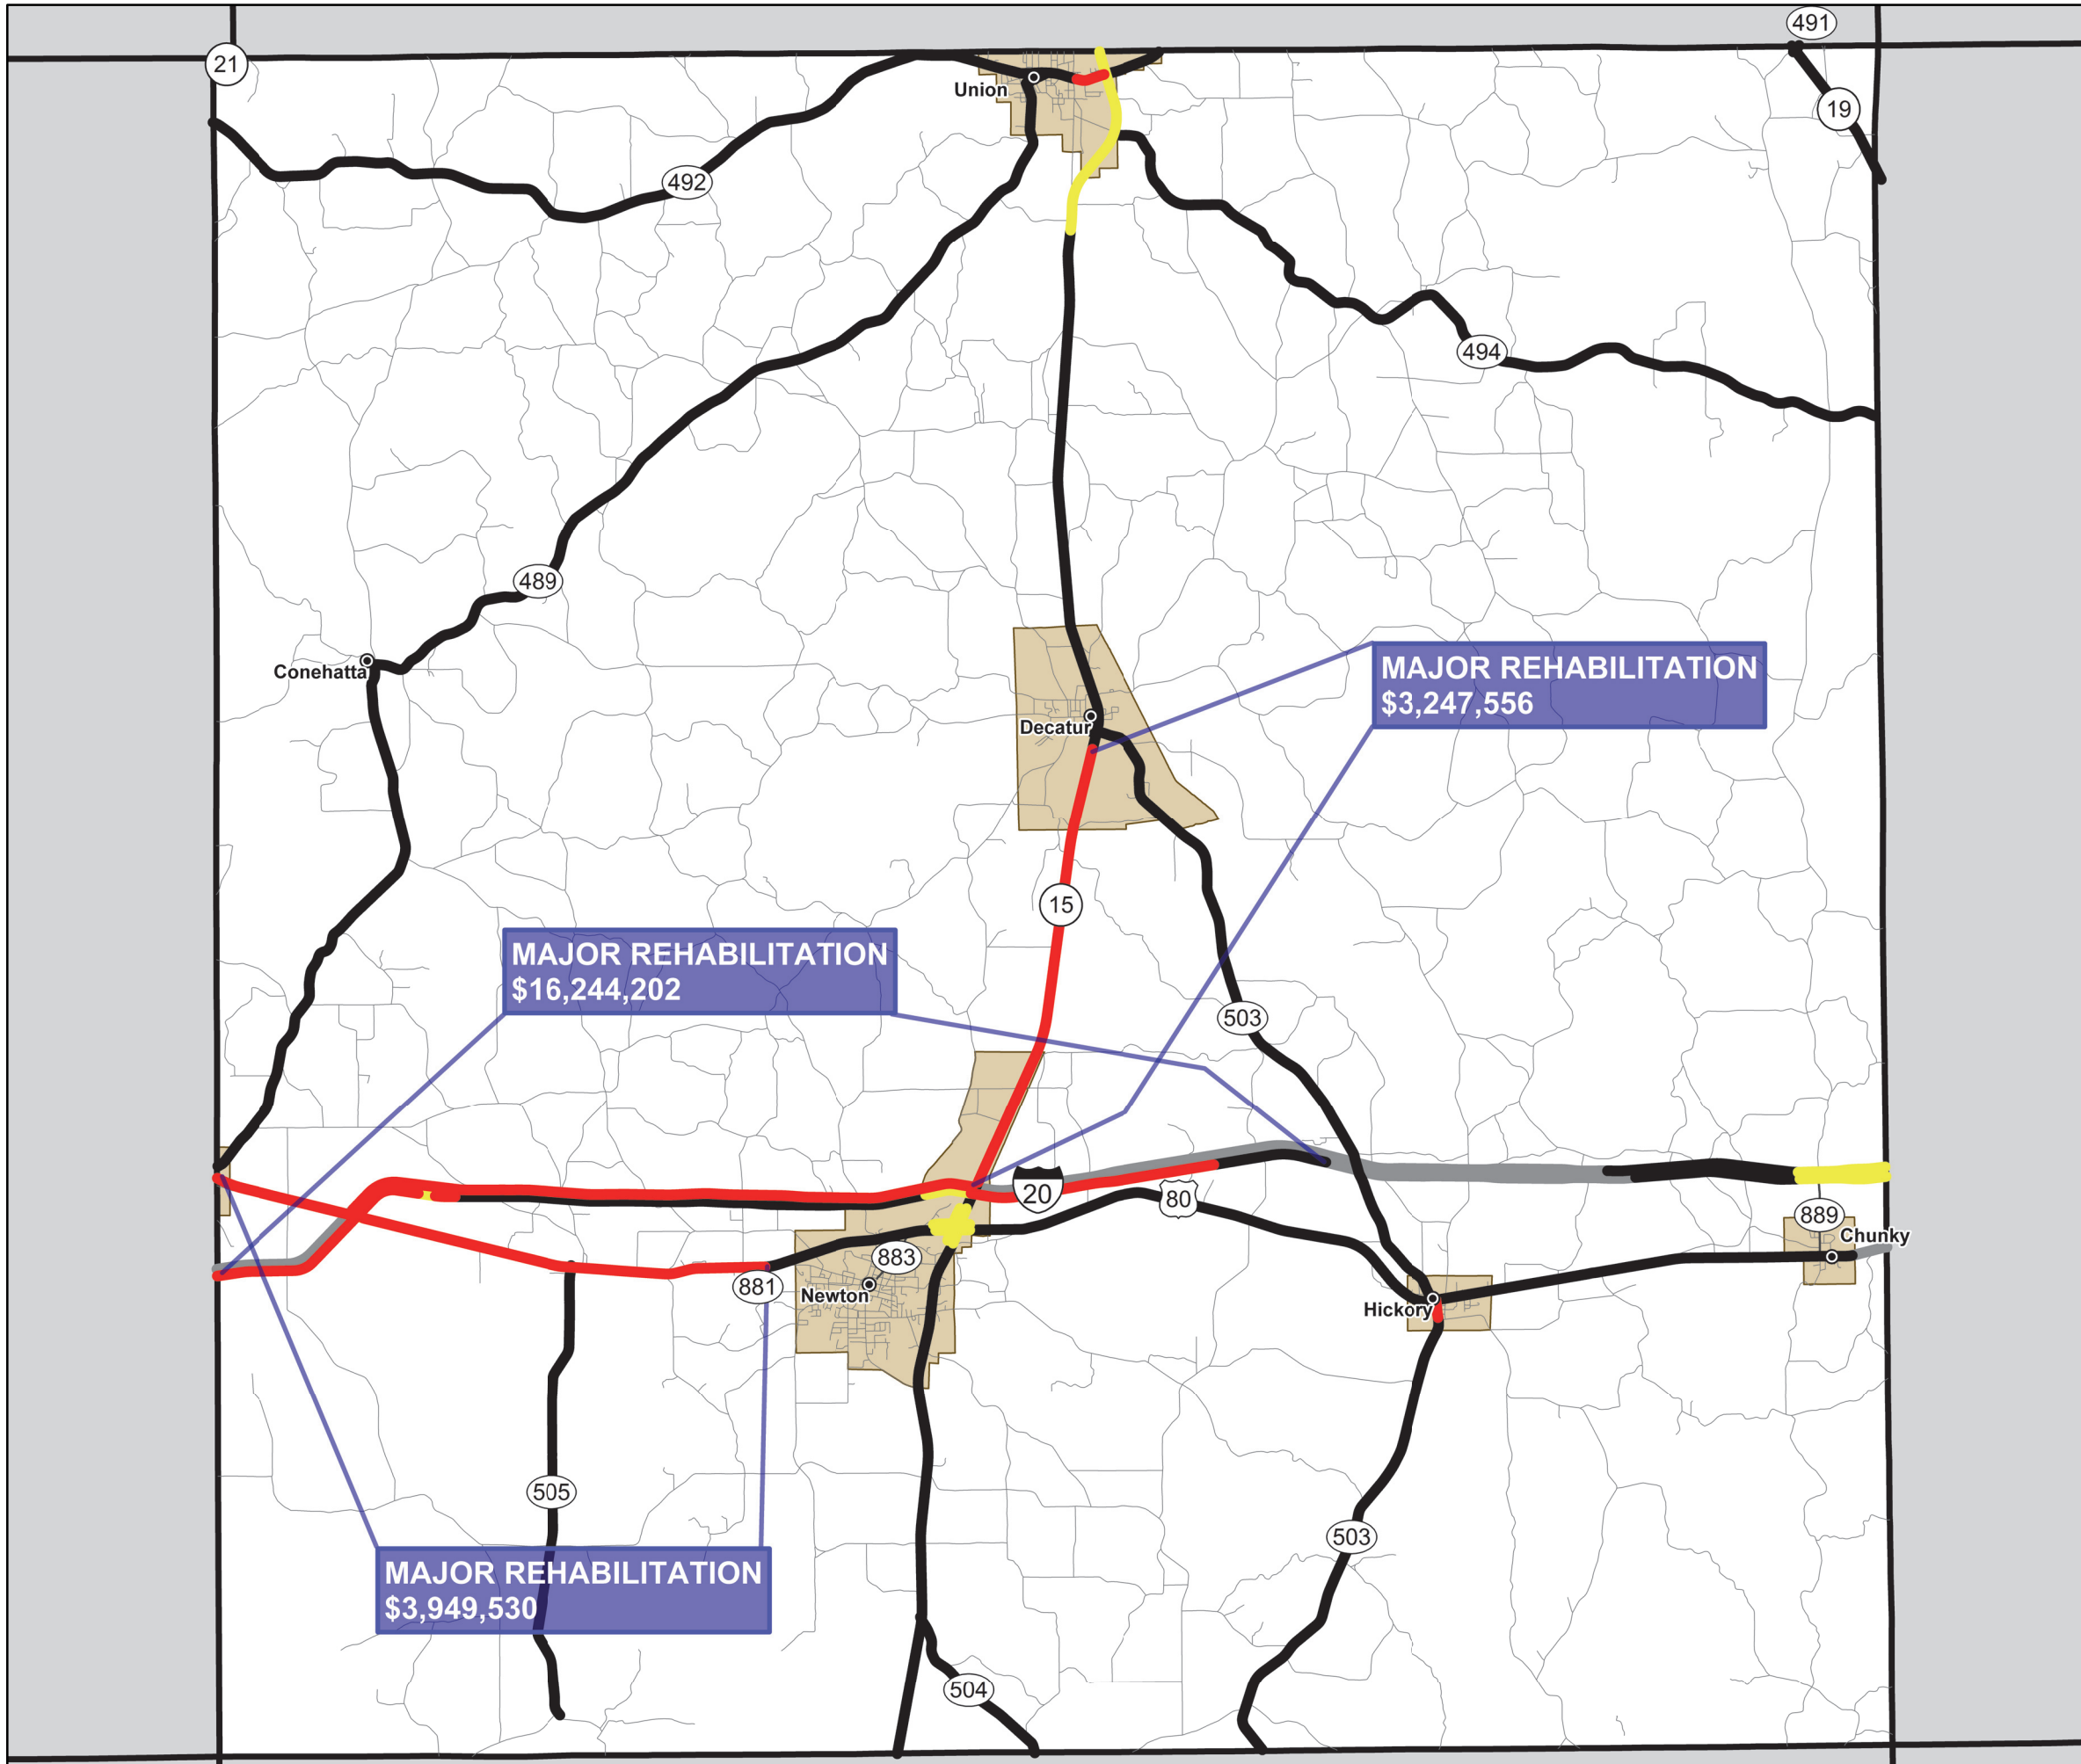 491
21
Union
19
492
494
489
MAJOR REHABILITATION
$3,247,556
Conehatta
Decatur
15
MAJOR REHABILITATION
$16,244,202
503
20
80
889
Chunky
883
881
Newton
Hickory
505
503
MAJOR REHABILITATION
$3,949,530
504